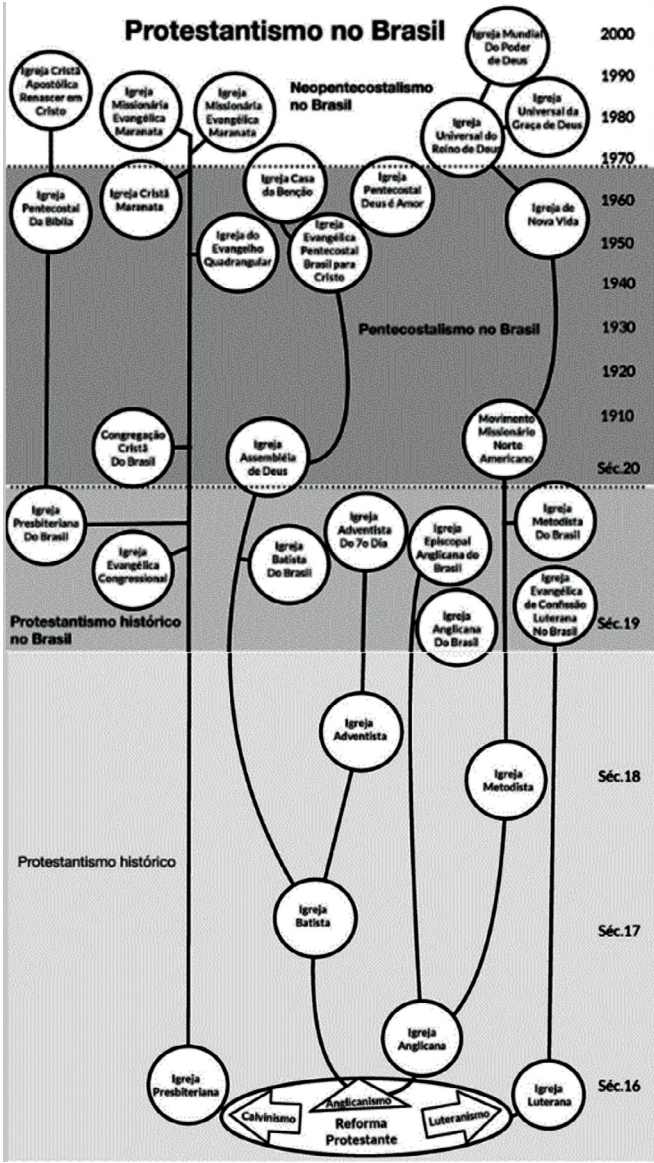 Protestantismo no Brasil
2000
Igreja Mundial
Do Poder
de Deus
Igreja Cristã
Apostólica
Renascer em
Cristo
Igreja
Missionária
Evangélica
Maranata
Igreja
Missionária
Evangélica
Maranata
Neopentecostalismo
no Brasil
1990
Igreja
Universal da
Graça de Deus
1980
Igreja
Universal do
Reino de Deus
1970
Igreja
Pentecostal
Da Bíblia
Igreja Cristã
Maranata
Igreja Casa
da Benção
Igreja
Pentecostal
Deus é Amor
Igreja de
Nova Vida
1960
Igreja do
Evangelho
Quadrangular
Igreja
Evangélica
Pentecostal
Brasil para
Cristo
1950
1940
Pentecostalismo no Brasil
1930
1920
Congregação
Cristã
Do Brasil
Igreja
Assembléia
de Deus
Movimento
Missionário
Norte
Americano
1910
Séc.20
Igreja
Presbiteriana
Do Brasil
Igreja
Evangélica
Congressional
Igreja
Batista
Do Brasil
Igreja
Adventista
Do 7o Dia
Igreja
Episcopal
Anglicana do
Brasil
Igreja
Metodista
Do Brasil
Protestantismo histórico
no Brasil
Igreja
Anglicana
Do Brasil
Igreja
Evangélica
de Confissão
Luterana
No Brasil
Séc.19
Igreja
Adventista
Igreja
Metodista
Séc.18
Protestantismo histórico
Igreja
Batista
Séc.17
Igreja
Anglicana
Igreja
Presbiteriana
Igreja
Luterana
Séc.16
Calvinismo
Anglicanismo
Luteranismo
Reforma
Protestante